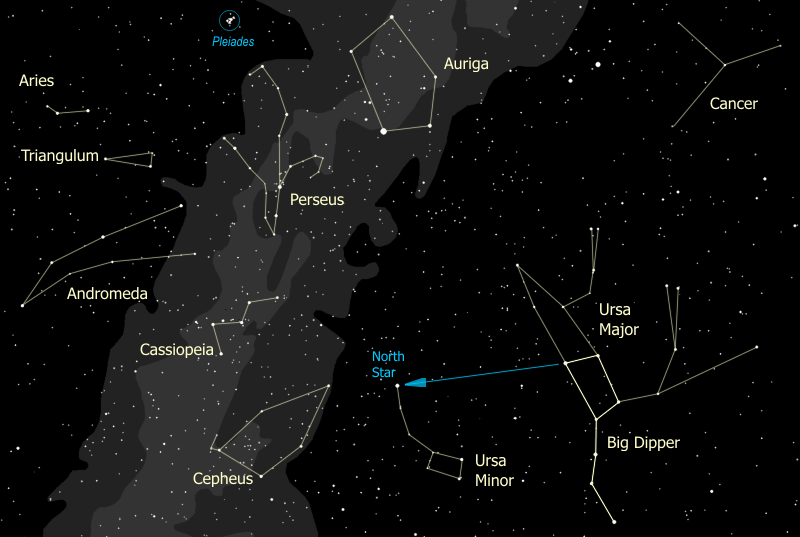 Pleiades
Auriga
Aries
Cancer
Triangulum
Perseus
Andromeda
Ursa
Major
Cassiopeia
North
Star
Big Dipper
Ursa
Minor
Cepheus